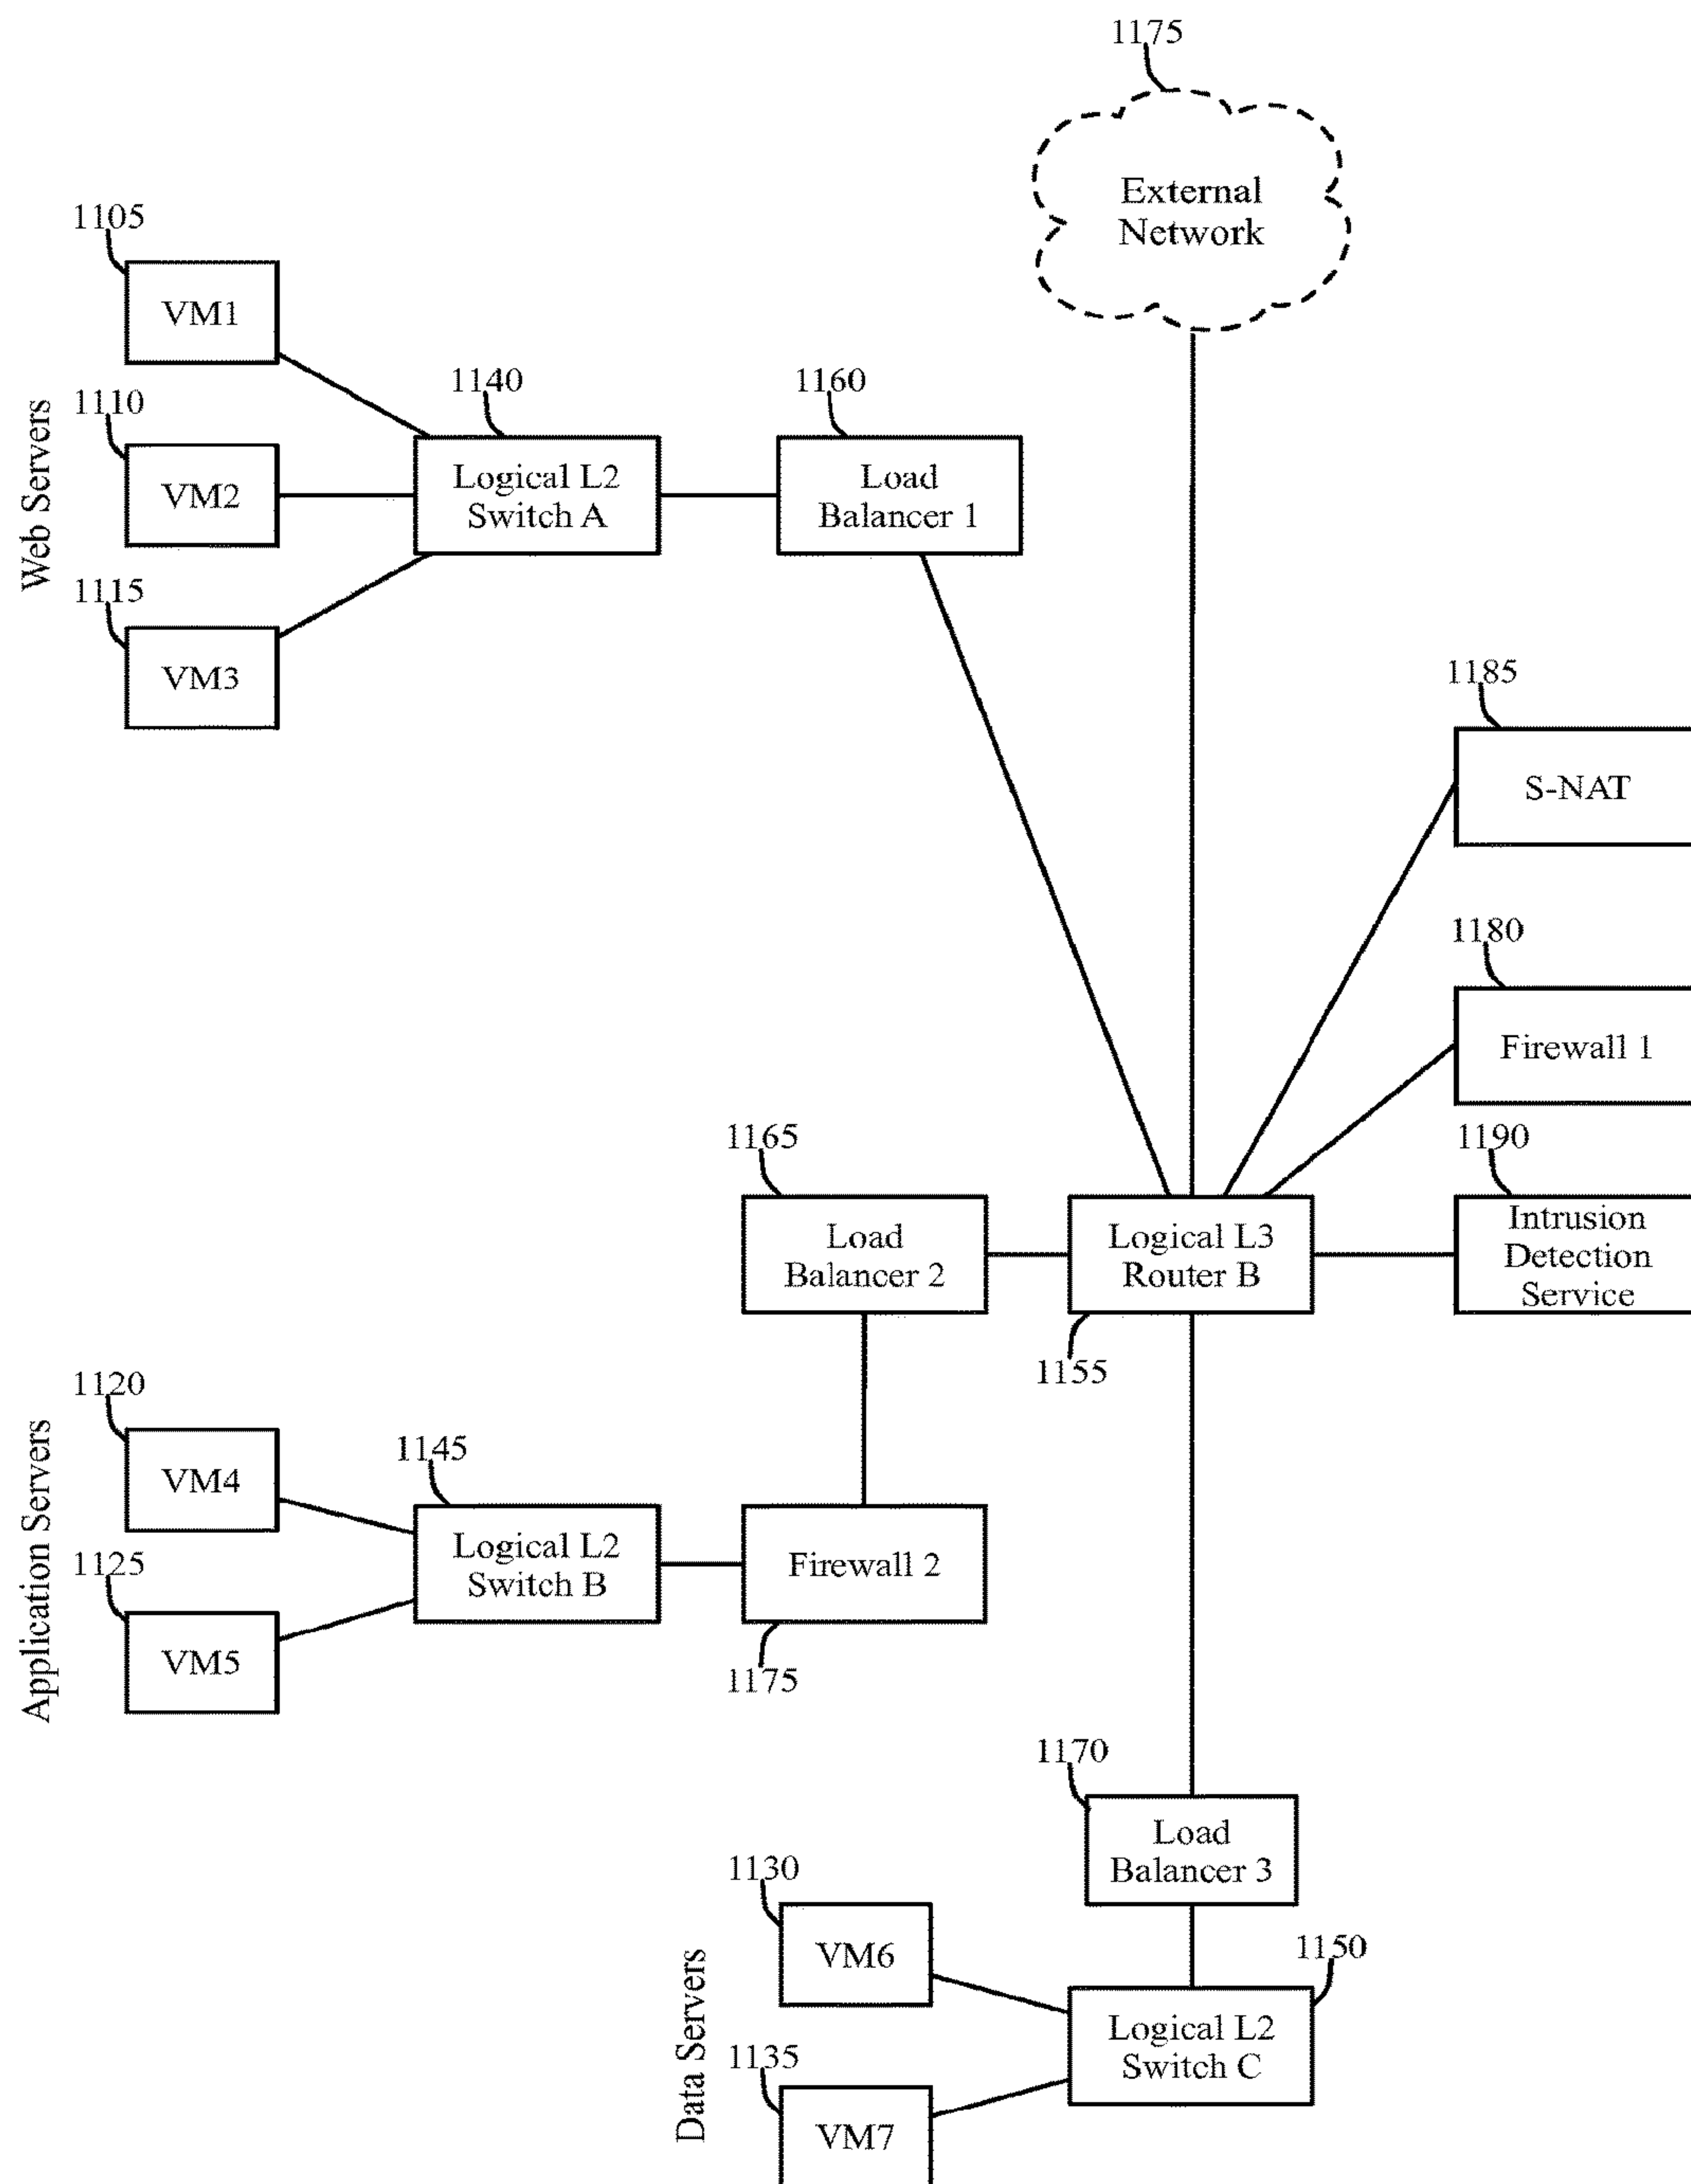 1175
External
Network
1105
VM1
1140
1160
1110
Web Servers
VM2
Logical L2
Switch A
Load
Balancer 1
1115
VM3
1185
S-NAT
1180
Firewall 1
1165
1190
Load
Balancer 2
Logical L3
Router B
Intrusion
Detection
Service
1155
1120
Application Servers
VM4
1145
1125
Logical L2
Switch B
Firewall 2
VM5
1175
1170
Load
Balancer 3
1130
Data Servers
VM6
1150
Logical L2
Switch C
1135
VM7